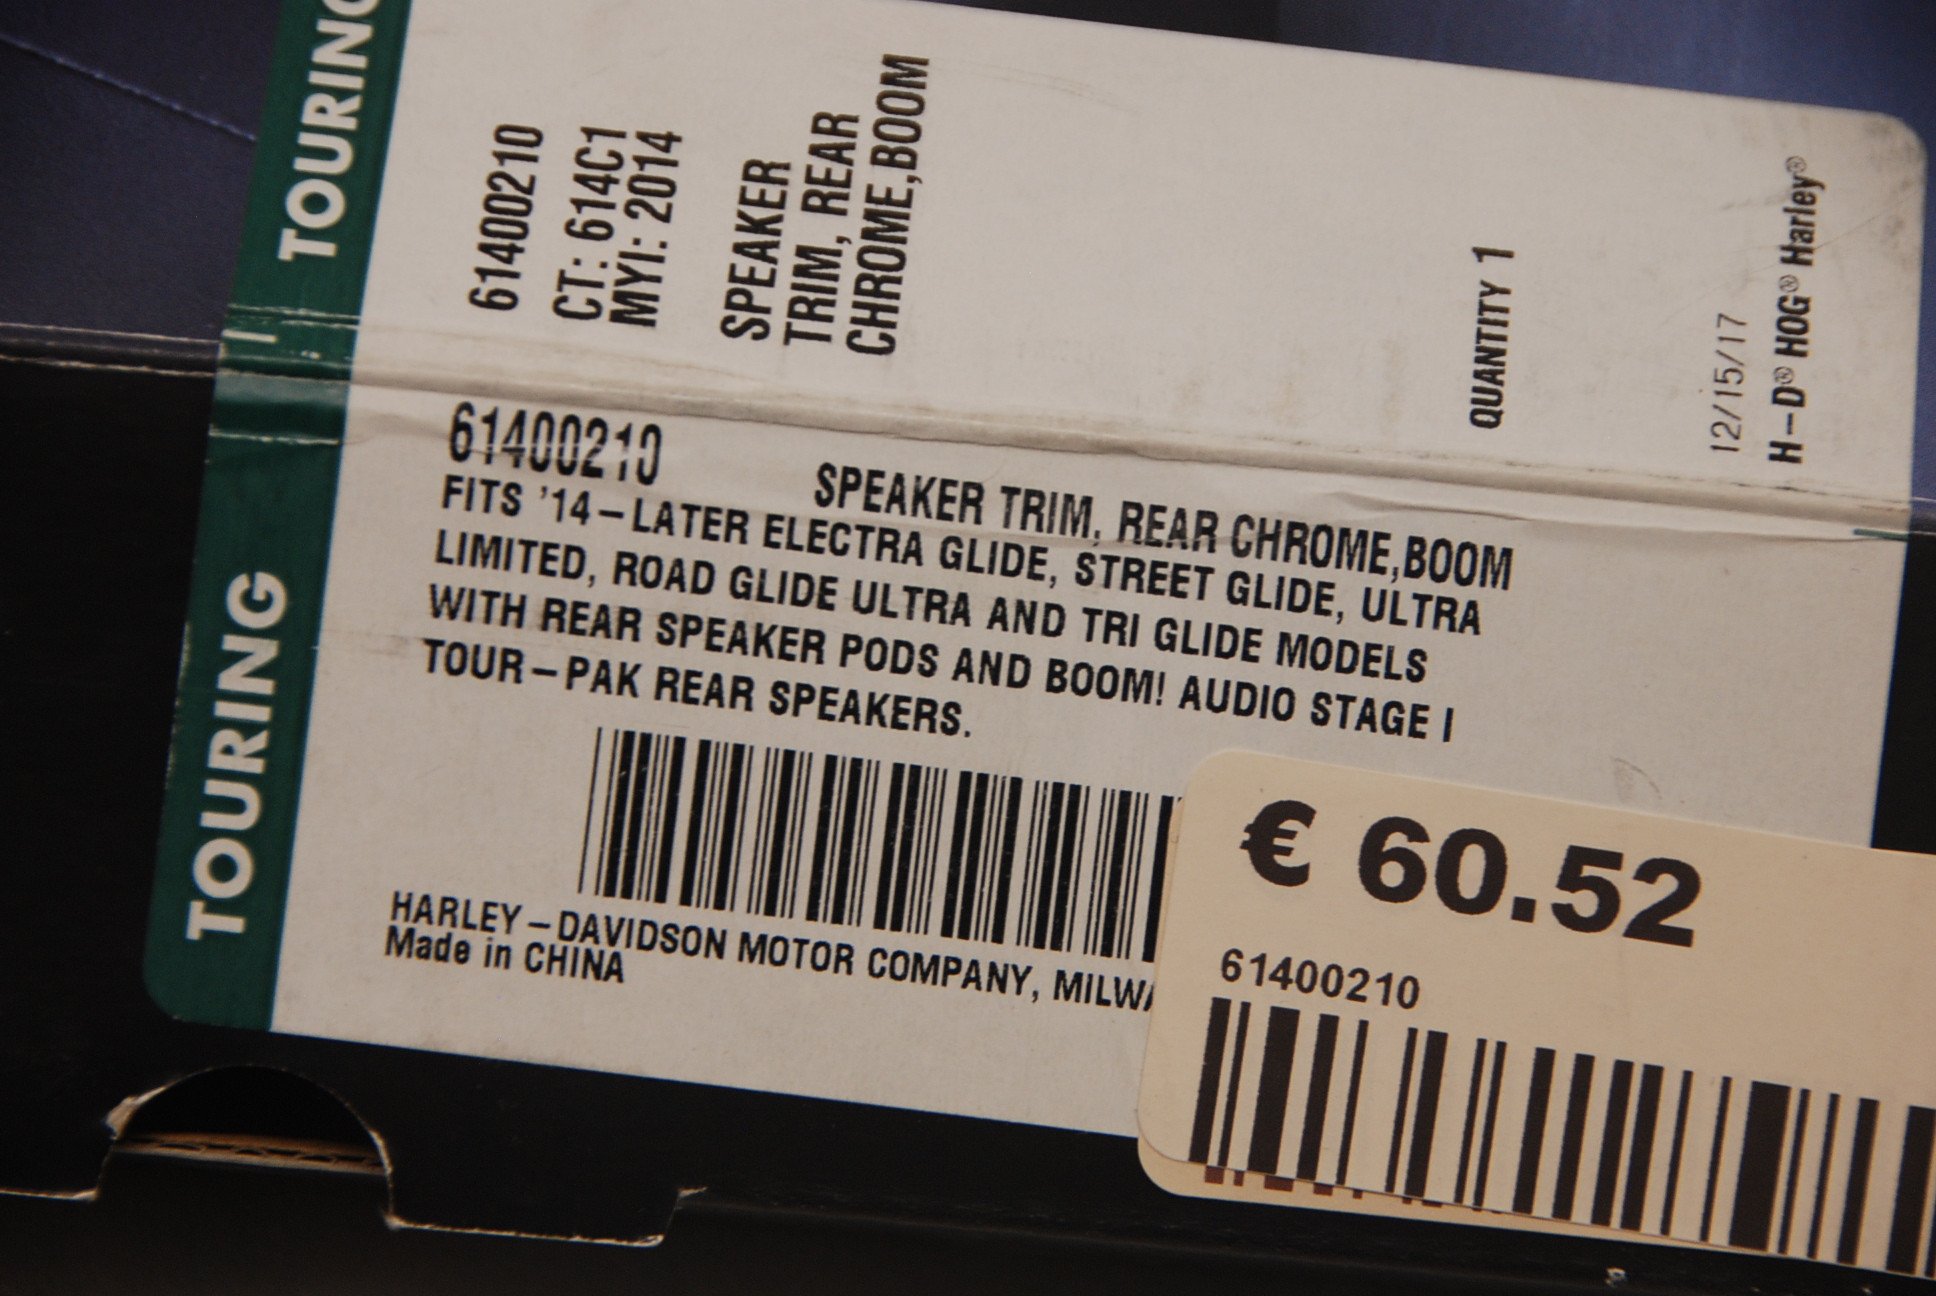 TOURING
61400210
CT: 614C1
MYI: 2014
SPEAKER
TRIM, REAR
CHROME,BOOM
QUANTITY 1
12/15/17
H-D® HOG® Harley®
TOURING
61400210
SPEAKER TRIM, REAR CHROME,BOOM
FITS '14-LATER ELECTRA GLIDE, STREET GLIDE, ULTRA
LIMITED, ROAD GLIDE ULTRA AND TRI GLIDE MODELS
WITH REAR SPEAKER PODS AND BOOM! AUDIO STAGE I
TOUR-PAK REAR SPEAKERS.
HARLEY-DAVIDSON MOTOR COMPANY, MILW
Made in CHINA
€ 60.52
61400210